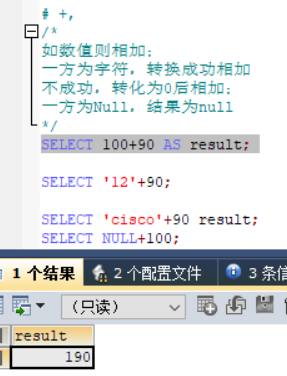 # +,
/*
如数值则相加；
一方为字符，转换成功相加
不成功，转化为0后相加；
一方为Null，结果为null
*/
SELECT 100+90 AS result;
SELECT '12'+90;
SELECT 'cisco'+90 result;
SELECT NULL+100;
1 个结果 2 个配置文件 3 条信
(只读)
result
190